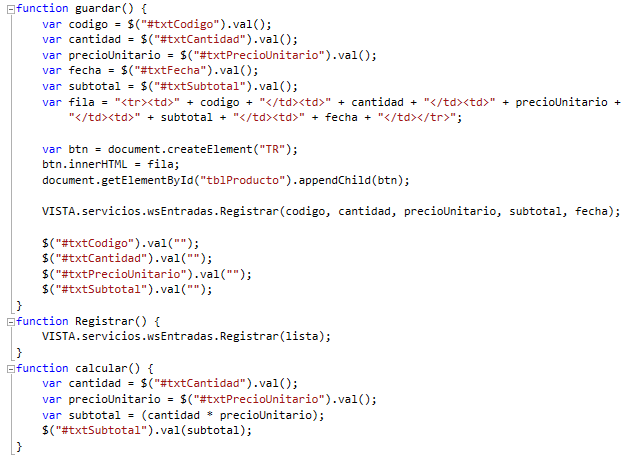 function guardar() {
    var codigo = $("#txtCodigo").val();
    var cantidad = $("#txtCantidad").val();
    var precioUnitario = $("#txtPrecioUnitario").val();
    var fecha = $("#txtFecha").val();
    var subtotal = $("#txtSubtotal").val();
    var fila = "<tr><td>" + codigo + "</td><td>" + cantidad + "</td><td>" + precioUnitario +
        "</td><td>" + subtotal + "</td><td>" + fecha + "</td></tr>";

    var btn = document.createElement("TR");
    btn.innerHTML = fila;
    document.getElementById("tblProducto").appendChild(btn);

    VISTA.servicios.wsEntradas.Registrar(codigo, cantidad, precioUnitario, subtotal, fecha);

    $("#txtCodigo").val("");
    $("#txtCantidad").val("");
    $("#txtPrecioUnitario").val("");
    $("#txtSubtotal").val("");
}
function Registrar() {
    VISTA.servicios.wsEntradas.Registrar(lista);
}
function calcular() {
    var cantidad = $("#txtCantidad").val();
    var precioUnitario = $("#txtPrecioUnitario").val();
    var subtotal = (cantidad * precioUnitario);
    $("#txtSubtotal").val(subtotal);
}